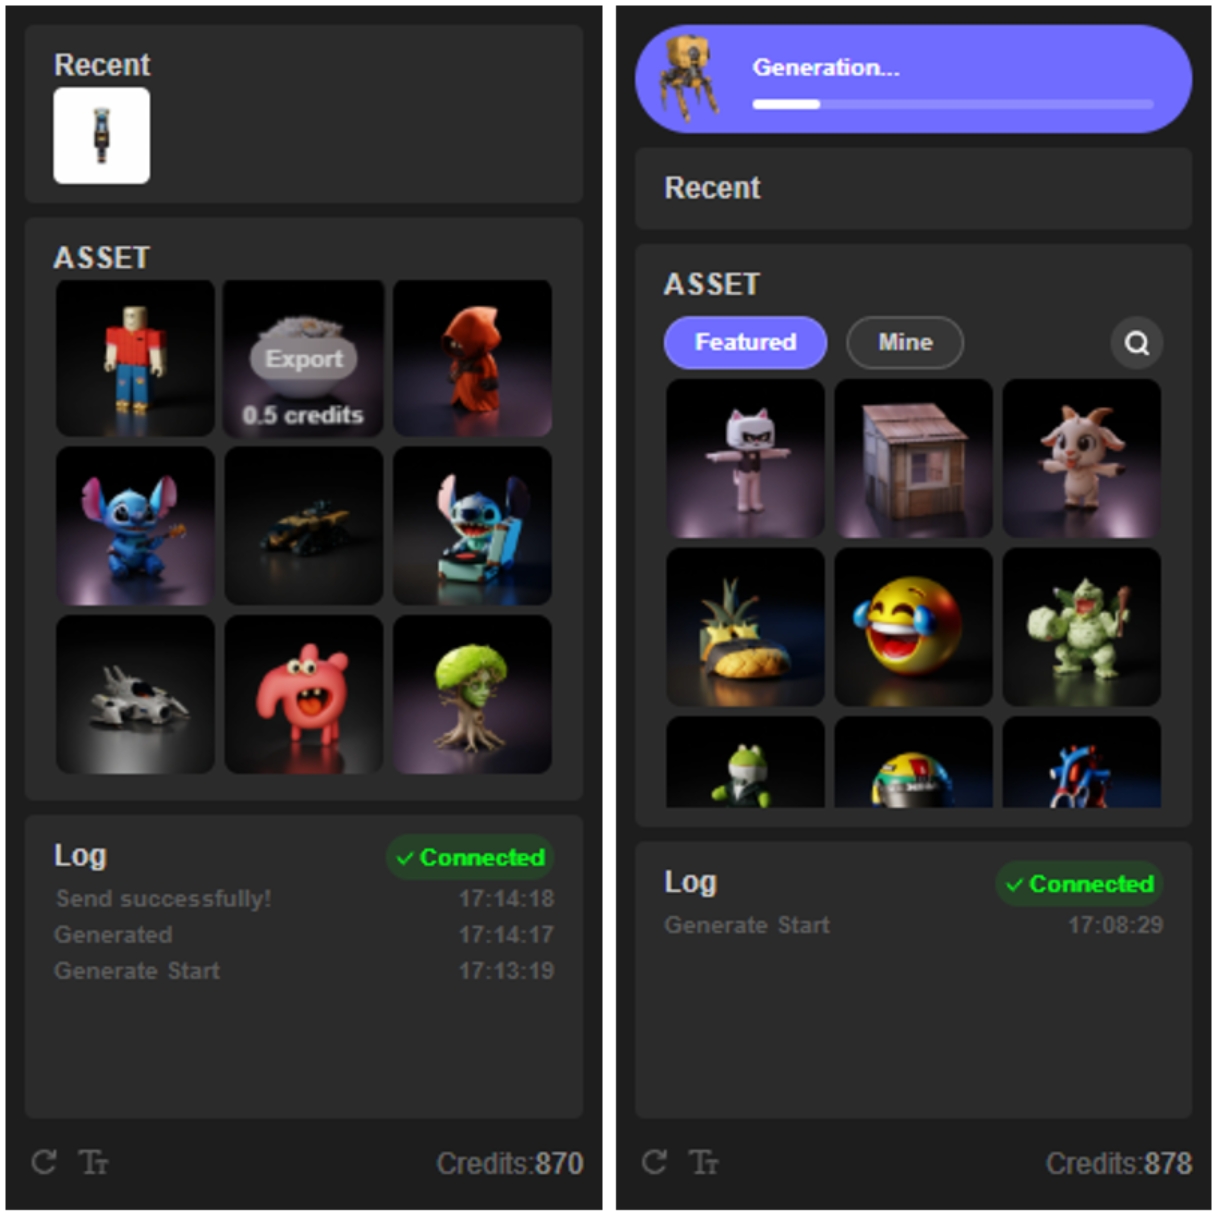 Recent
ASSET
Export
0.5 credits
Log
Connected
Send successfully! 17:14:18
Generated 17:14:17
Generate Start 17:13:19
Credits:870
Generation...
Recent
ASSET
Featured Mine
Log
Connected
Generate Start 17:08:29
Credits:878